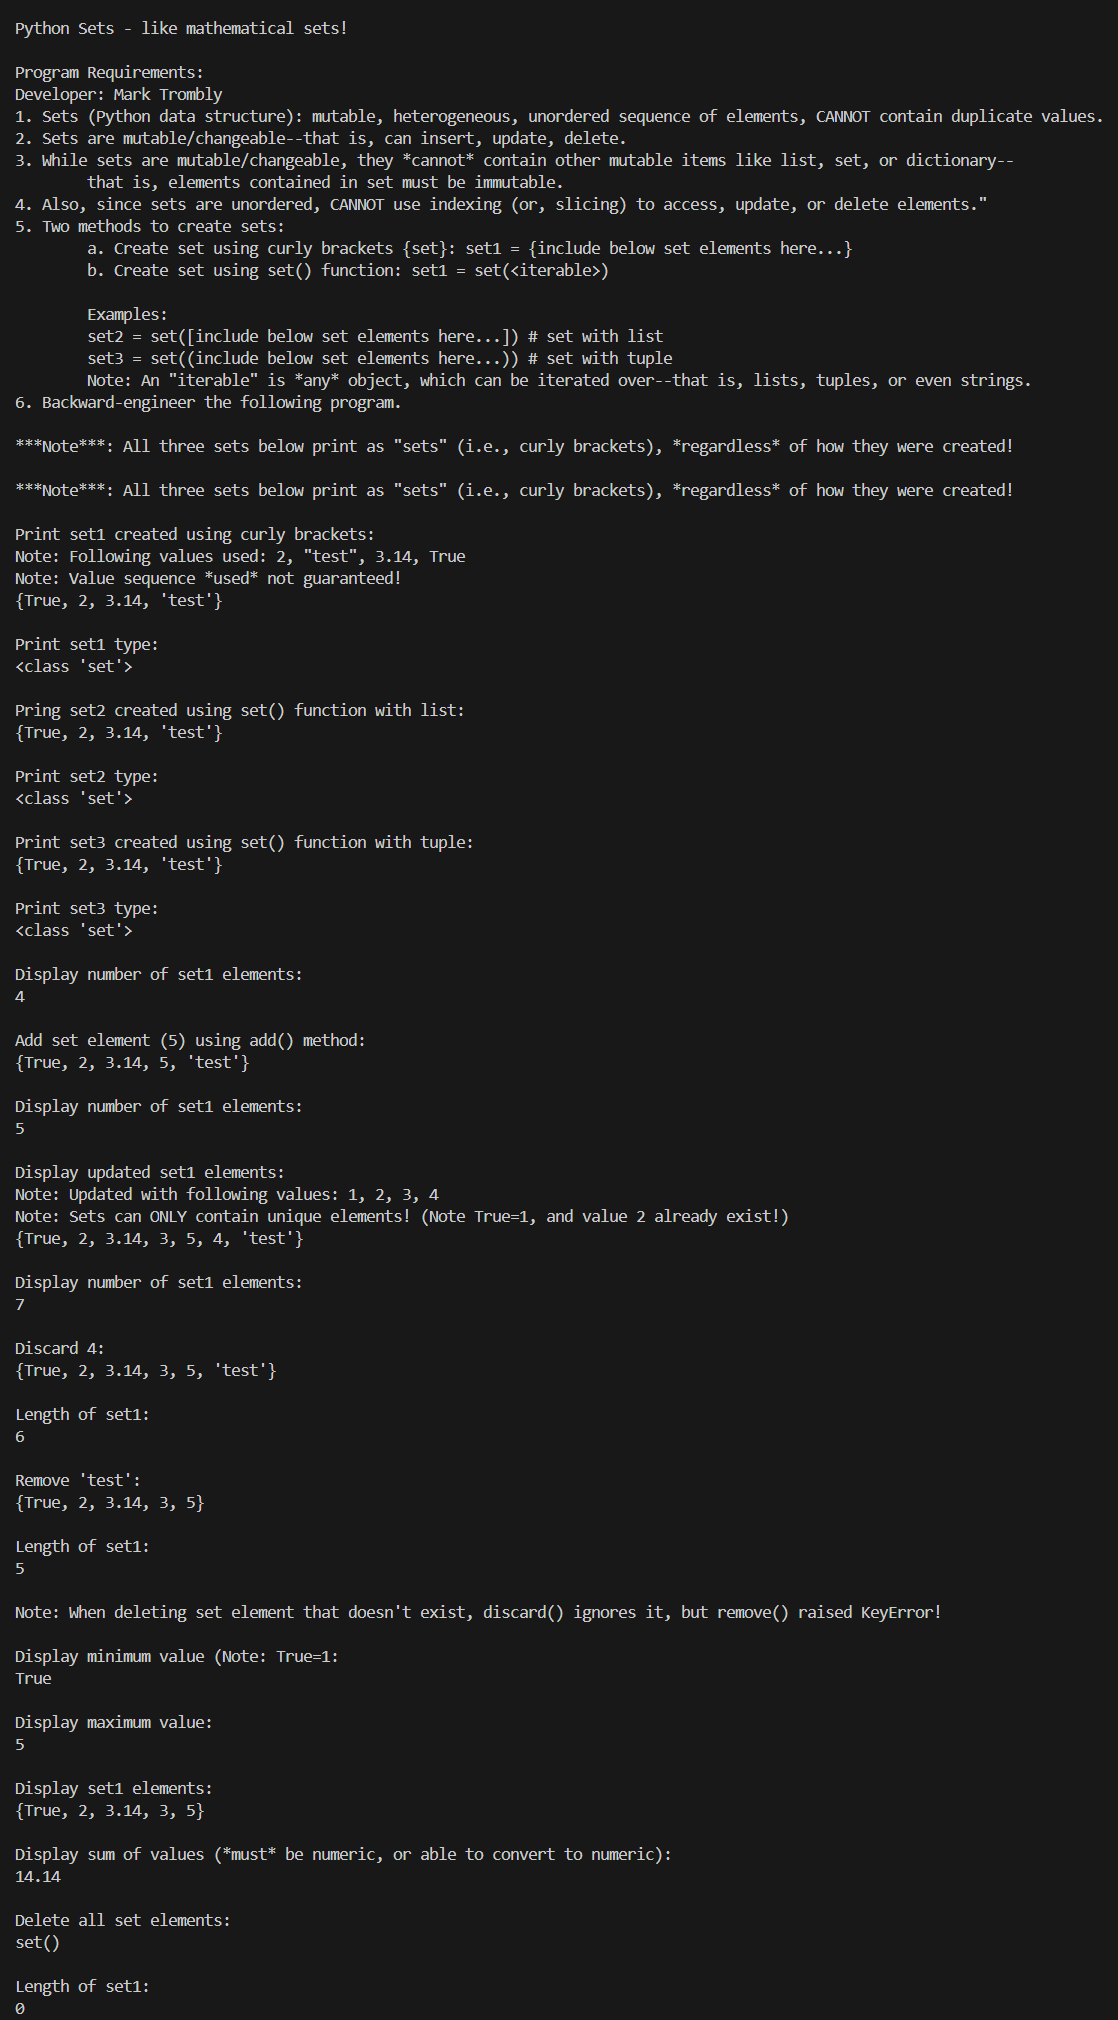 Python Sets - like mathematical sets!
Program Requirements:
Developer: Mark Trombly
1. Sets (Python data structure): mutable, heterogeneous, unordered sequence of elements, CANNOT contain duplicate values.
2. Sets are mutable/changeable--that is, can insert, update, delete.
3. While sets are mutable/changeable, they *cannot* contain other mutable items like list, set, or dictionary--
that is, elements contained in set must be immutable.
4. Also, since sets are unordered, CANNOT use indexing (or, slicing) to access, update, or delete elements."
5. Two methods to create sets:
a. Create set using curly brackets {set}: set1 = {include below set elements here...}
b. Create set using set() function: set1 = set(<iterable>)
Examples:
set2 = set([include below set elements here...]) # set with list
set3 = set((include below set elements here...)) # set with tuple
Note: An "iterable" is *any* object, which can be iterated over--that is, lists, tuples, or even strings.
6. Backward-engineer the following program.
***Note***: All three sets below print as "sets" (i.e., curly brackets), *regardless* of how they were created!
***Note***: All three sets below print as "sets" (i.e., curly brackets), *regardless* of how they were created!
Print set1 created using curly brackets:
Note: Following values used: 2, "test", 3.14, True
Note: Value sequence *used* not guaranteed!
{True, 2, 3.14, 'test'}
Print set1 type:
<class 'set'>
Pring set2 created using set() function with list:
{True, 2, 3.14, 'test'}
Print set2 type:
<class 'set'>
Print set3 created using set() function with tuple:
{True, 2, 3.14, 'test'}
Print set3 type:
<class 'set'>
Display number of set1 elements:
4
Add set element (5) using add() method:
{True, 2, 3.14, 5, 'test'}
Display number of set1 elements:
5
Display updated set1 elements:
Note: Updated with following values: 1, 2, 3, 4
Note: Sets can ONLY contain unique elements! (Note True=1, and value 2 already exist!)
{True, 2, 3.14, 3, 5, 4, 'test'}
Display number of set1 elements:
7
Discard 4:
{True, 2, 3.14, 3, 5, 'test'}
Length of set1:
6
Remove 'test':
{True, 2, 3.14, 3, 5}
Length of set1:
5
Note: When deleting set element that doesn't exist, discard() ignores it, but remove() raised KeyError!
Display minimum value (Note: True=1:
True
Display maximum value:
5
Display set1 elements:
{True, 2, 3.14, 3, 5}
Display sum of values (*must* be numeric, or able to convert to numeric):
14.14
Delete all set elements:
set()
Length of set1:
0